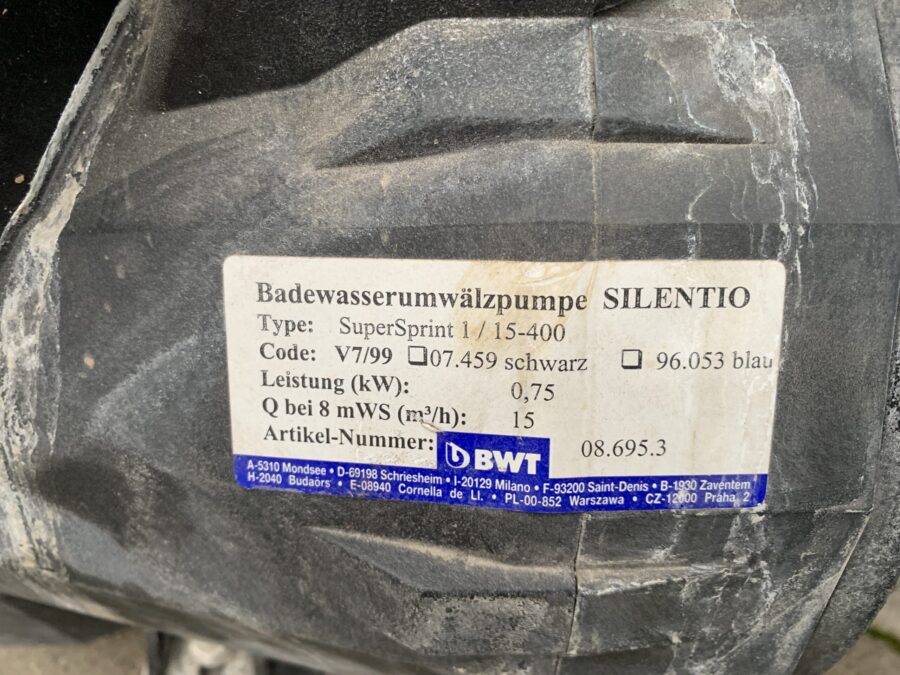 Badewasserumwälzpumpe SILENTIO
Type: SuperSprint 1 / 15-400
Code: V7/99 ☐07.459 schwarz ☐ 96.053 blau
Leistung (kW): 0,75
Q bei 8 mWS (m³/h): 15
Artikel-Nummer: 08.695.3
BWT
A-5310 Mondsee • D-69198 Schriesheim • I-20129 Milano • F-93200 Saint-Denis • B-1930 Zaventem
H-2040 Budaörs • E-08940 Cornella de Ll. • PL-00-852 Warszawa • CZ-12000 Praha 2